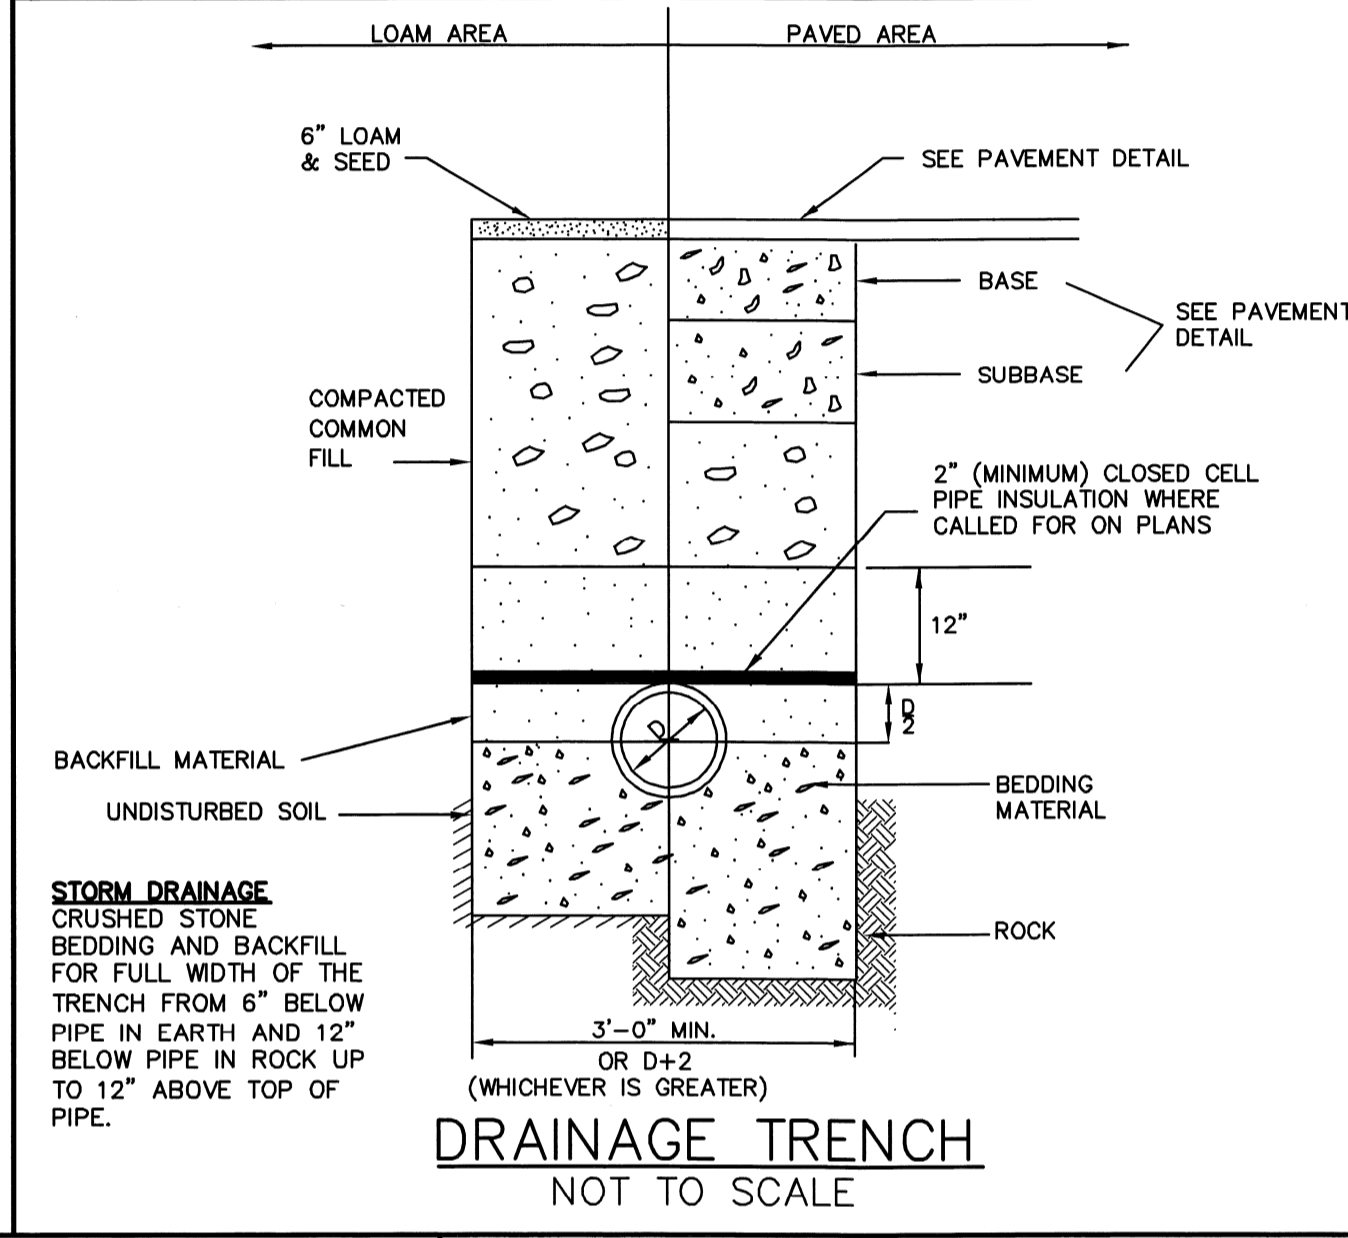 LOAM AREA
PAVED AREA
6" LOAM
& SEED
SEE PAVEMENT DETAIL
BASE
SEE PAVEMENT
DETAIL
SUBBASE
COMPACTED
COMMON
FILL
2" (MINIMUM) CLOSED CELL
PIPE INSULATION WHERE
CALLED FOR ON PLANS
12"
D
2
D
BACKFILL MATERIAL
BEDDING
MATERIAL
UNDISTURBED SOIL
ROCK
STORM DRAINAGE
CRUSHED STONE
BEDDING AND BACKFILL
FOR FULL WIDTH OF THE
TRENCH FROM 6" BELOW
PIPE IN EARTH AND 12"
BELOW PIPE IN ROCK UP
TO 12" ABOVE TOP OF
PIPE.
3'-0" MIN.
OR D+2
(WHICHEVER IS GREATER)
DRAINAGE TRENCH
NOT TO SCALE